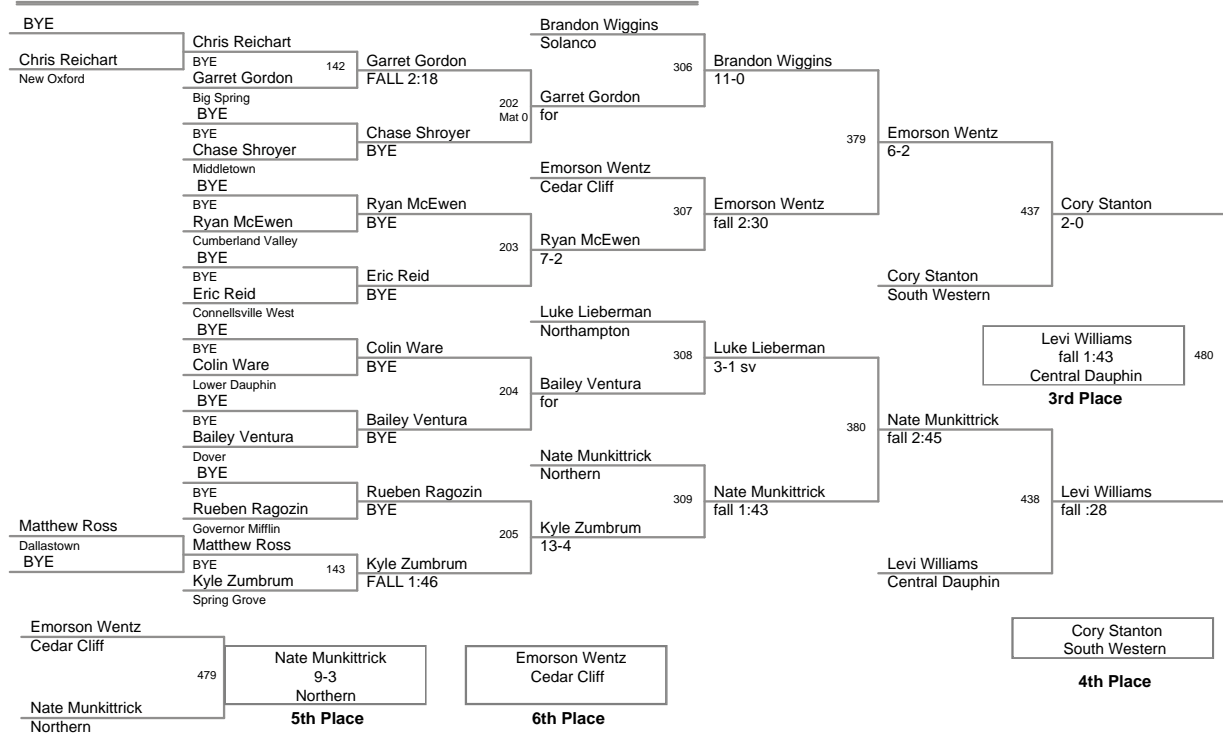 BYE
Chris Reichart
New Oxford
Matthew Ross
Dallastown
BYE
Chris Reichart
BYE
142
Garret Gordon
Big Spring
BYE
BYE
Chase Shroyer
Middletown
BYE
BYE
Ryan McEwen
Cumberland Valley
BYE
BYE
Eric Reid
Connellsville West
BYE
BYE
Colin Ware
Lower Dauphin
BYE
BYE
Bailey Ventura
Dover
BYE
BYE
Rueben Ragozin
Governor Mifflin
Matthew Ross
BYE
143
Kyle Zumbrum
Spring Grove
Garret Gordon
FALL 2:18
202
Mat 0
Chase Shroyer
BYE
Ryan McEwen
BYE
203
Eric Reid
BYE
Colin Ware
BYE
204
Bailey Ventura
BYE
Rueben Ragozin
BYE
205
Kyle Zumbrum
FALL 1:46
Brandon Wiggins
Solanco
306
Garret Gordon
for
Emorson Wentz
Cedar Cliff
307
Ryan McEwen
7-2
Luke Lieberman
Northampton
308
Bailey Ventura
for
Nate Munkittrick
Northern
309
Kyle Zumbrum
13-4
Brandon Wiggins
11-0
379
Emorson Wentz
fall 2:30
Luke Lieberman
3-1 sv
380
Nate Munkittrick
fall 1:43
Emorson Wentz
6-2
437
Cory Stanton
South Western
Nate Munkittrick
fall 2:45
438
Levi Williams
Central Dauphin
Cory Stanton
2-0
Levi Williams
fall 1:43
Central Dauphin
480
3rd Place
Levi Williams
fall :28
Cory Stanton
South Western
4th Place
Emorson Wentz
Cedar Cliff
479
Nate Munkittrick
Northern
Nate Munkittrick
9-3
Northern
5th Place
Emorson Wentz
Cedar Cliff
6th Place